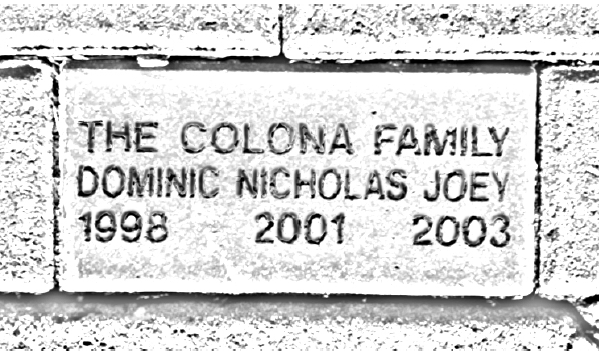 THE COLONA FAMILY
DOMINIC NICHOLAS JOEY
1998 2001 2003